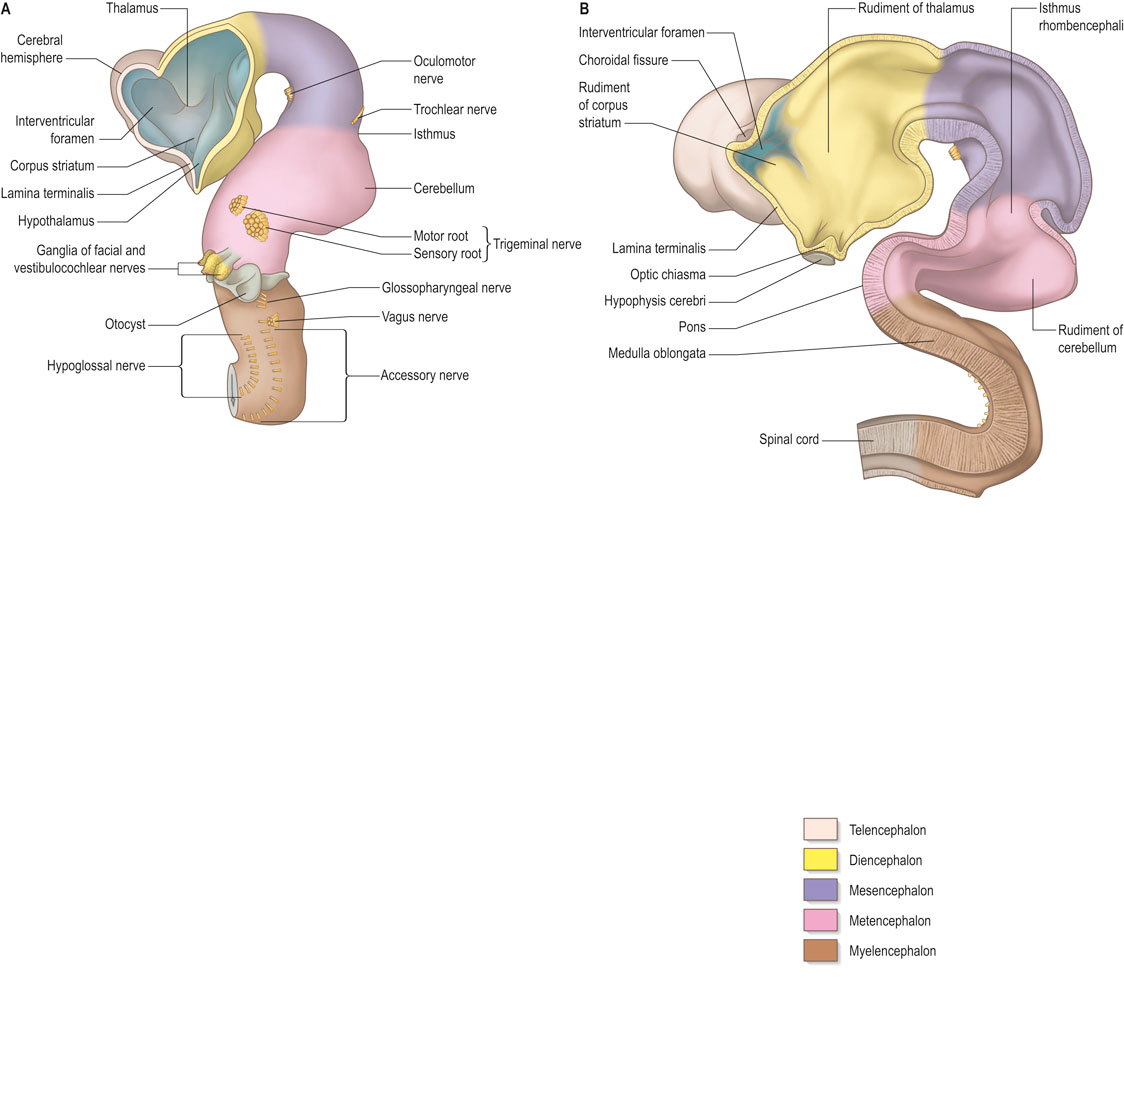 A
Thalamus
Cerebral
hemisphere
Interventricular
foramen
Corpus striatum
Lamina terminalis
Hypothalamus
Ganglia of facial and
vestibulocochlear nerves
Otocyst
Hypoglossal nerve
Oculomotor
nerve
Trochlear nerve
Isthmus
Cerebellum
Motor root
Sensory root
Trigeminal nerve
Glossopharyngeal nerve
Vagus nerve
Accessory nerve
B
Interventricular foramen
Choroidal fissure
Rudiment
of corpus
striatum
Lamina terminalis
Optic chiasma
Hypophysis cerebri
Pons
Medulla oblongata
Spinal cord
Rudiment of thalamus
Isthmus
rhombencephali
Rudiment of
cerebellum
Telencephalon
Diencephalon
Mesencephalon
Metencephalon
Myelencephalon